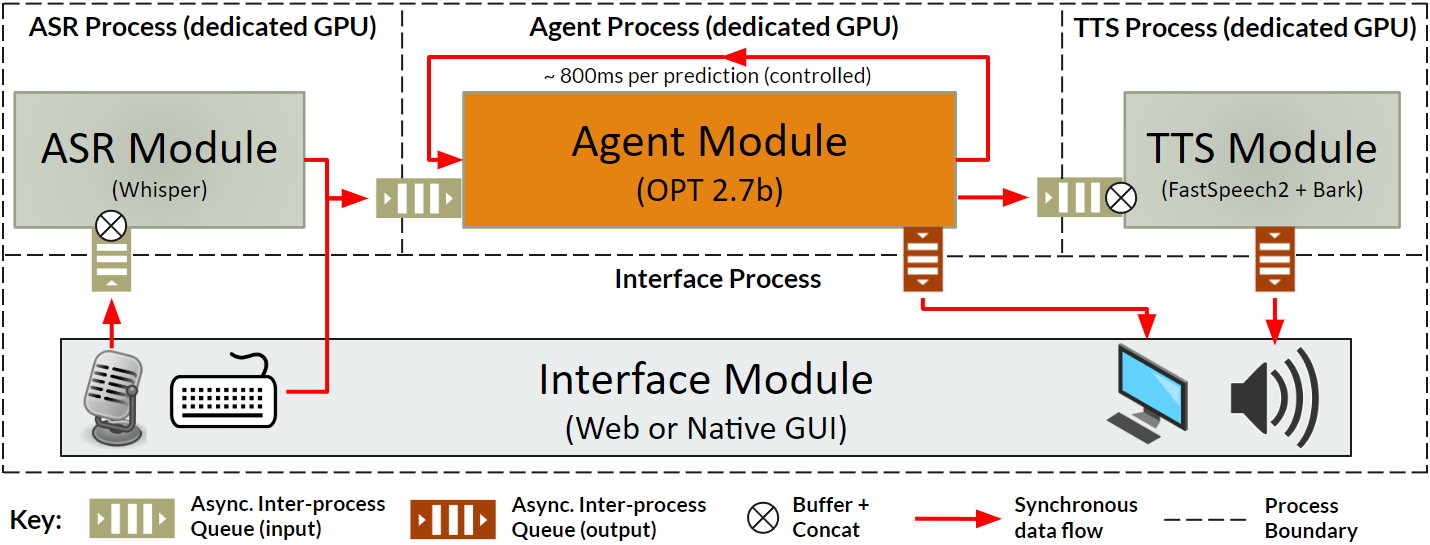 ASR Process (dedicated GPU)
Agent Process (dedicated GPU)
TTS Process (dedicated GPU)
~ 800ms per prediction (controlled)
ASR Module
(Whisper)
Agent Module
(OPT 2.7b)
TTS Module
(FastSpeech2 + Bark)
Interface Process
Interface Module
(Web or Native GUI)
Key:
Async. Inter-process
Queue (input)
Async. Inter-process
Queue (output)
Buffer +
Concat
Synchronous
data flow
Process
Boundary